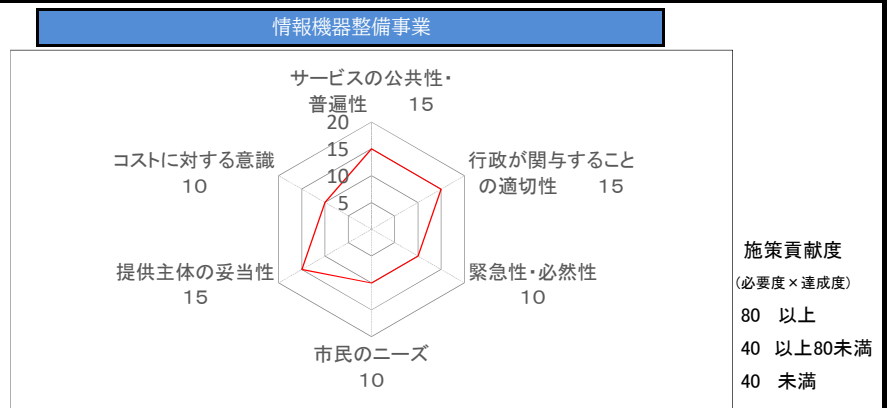 情報機器整備事業
サービスの公共性・
普遍性 15
20
15
10
5
行政が関与すること
の適切性 15
緊急性・必然性
10
市民のニーズ
10
提供主体の妥当性
15
コストに対する意識
10
施策貢献度
(必要度×達成度)
80 以上
40 以上80未満
40 未満